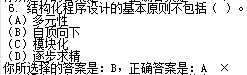 6. 结构化程序设计的基本原则不包括（ ）。
(A) 多元性
(B) 自顶向下
(C) 模块化
(D) 逐步求精
你所选择的答案是：B，正确答案是：A ×